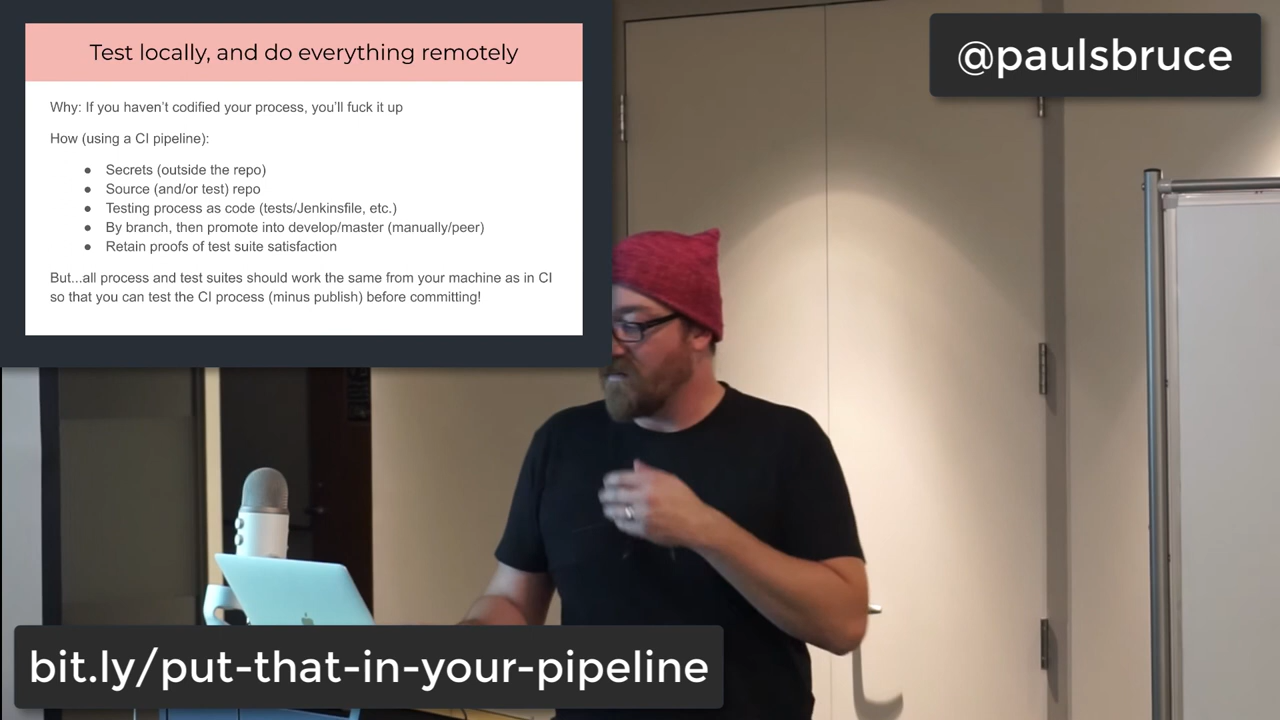 Test locally, and do everything remotely
Why: If you haven't codified your process, you'll fuck it up
How (using a CI pipeline):
● Secrets (outside the repo)
● Source (and/or test) repo
● Testing process as code (tests/Jenkinsfile, etc.)
● By branch, then promote into develop/master (manually/peer)
● Retain proofs of test suite satisfaction
But...all process and test suites should work the same from your machine as in CI
so that you can test the CI process (minus publish) before committing!
@paulsbruce
bit.ly/put-that-in-your-pipeline